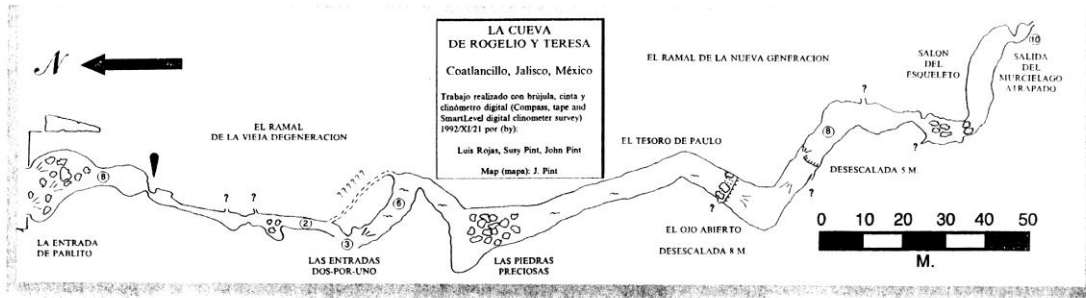 LA CUEVA
DE ROGELIO Y TERESA
Coatlancillo, Jalisco, México
Trabajo realizado con brújula, cinta y
clinómetro digital (Compass, tape and
SmartLevel digital clinometer survey)
1992/XI/21 por (by):
Luis Rojas, Susy Pint, John Pint
Map (mapa): J. Pint
N
EL RAMAL
DE LA VIEJA DEGENERACION
EL RAMAL DE LA NUEVA GENERACION
SALON
DEL
ESQUELETO
10
SALIDA
DEL
MURCIELAGO
ATRAPADO
EL TESORO DE PAULO
8
DESESCALADA 5 M
8
? ?
2
3
6
???????
?
?
?
?
LA ENTRADA
DE PABLITO
LAS ENTRADAS
DOS-POR-UNO
LAS PIEDRAS
PRECIOSAS
EL OJO ABIERTO
DESESCALADA 8 M
0 10 20 30 40 50
M.